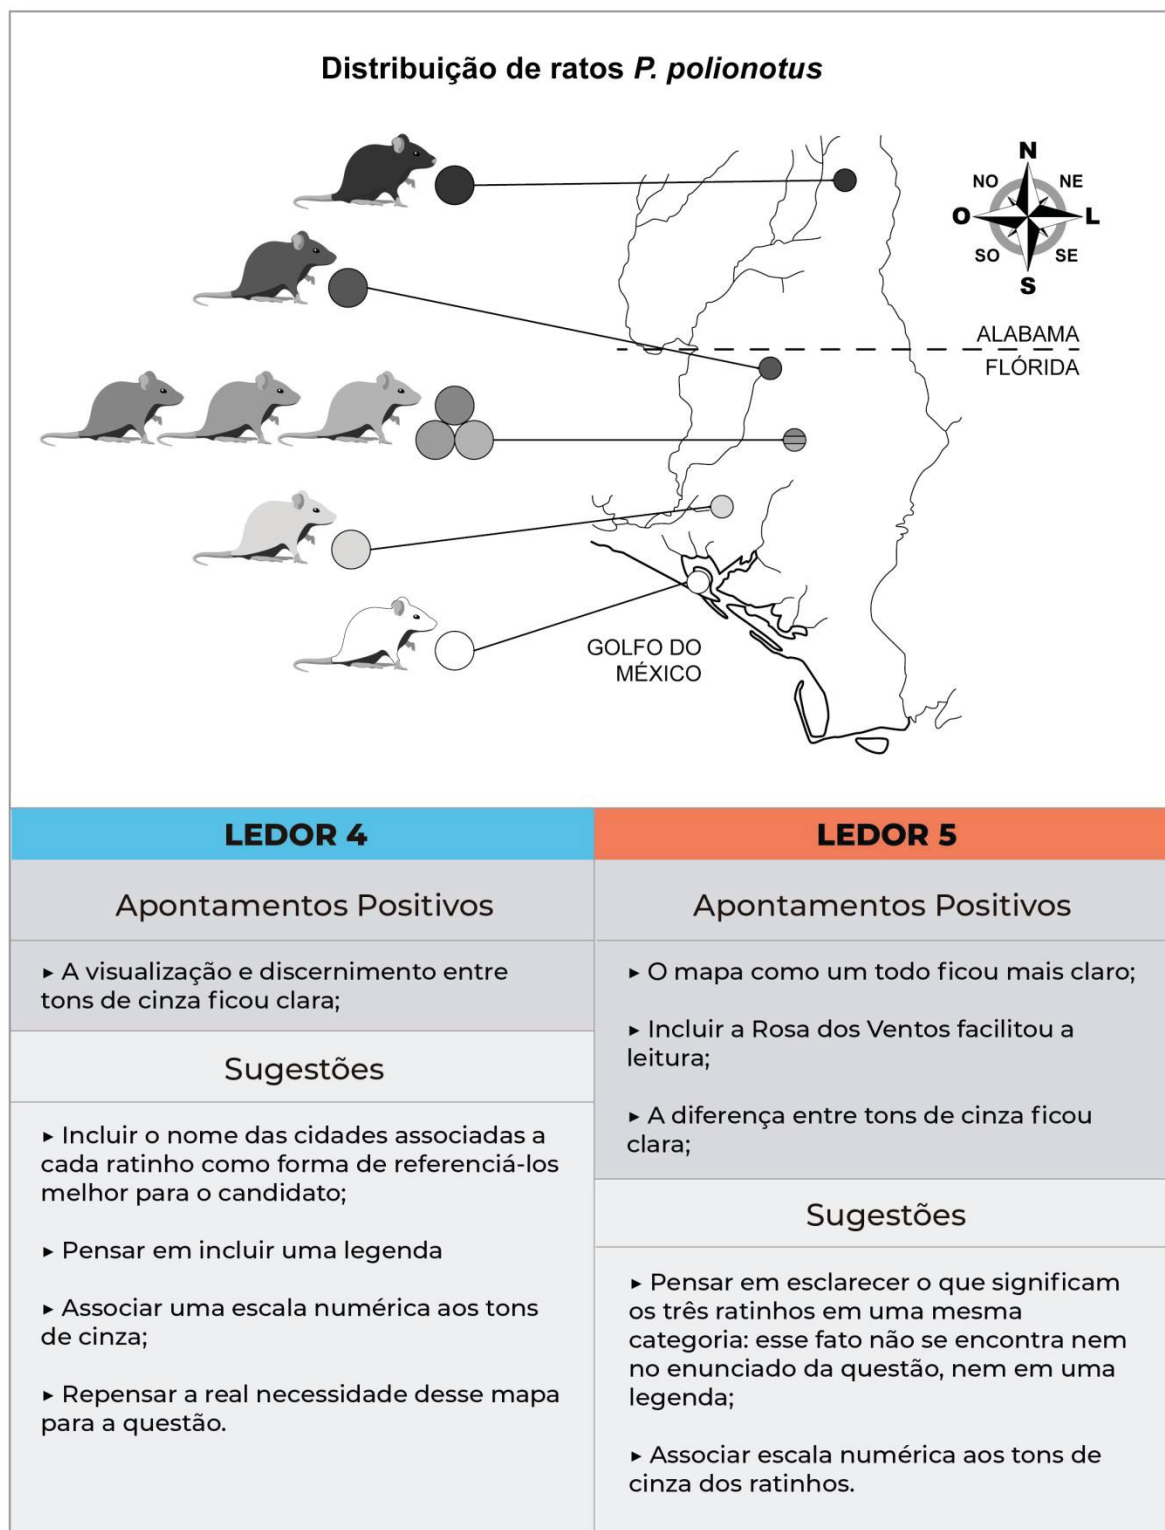 Distribuição de ratos P. polionotus
N
NO
NE
O
L
SO
SE
S
ALABAMA
FLÓRIDA
GOLFO DO
MÉXICO
LEDOR 4
Apontamentos Positivos
▸ A visualização e discernimento entre
tons de cinza ficou clara;
Sugestões
▸ Incluir o nome das cidades associadas a
cada ratinho como forma de referenciá-los
melhor para o candidato;
▸ Pensar em incluir uma legenda
▸ Associar uma escala numérica aos tons
de cinza;
▸ Repensar a real necessidade desse mapa
para a questão.
LEDOR 5
Apontamentos Positivos
▸ O mapa como um todo ficou mais claro;
▸ Incluir a Rosa dos Ventos facilitou a
leitura;
▸ A diferença entre tons de cinza ficou
clara;
Sugestões
▸ Pensar em esclarecer o que significam
os três ratinhos em uma mesma
categoria: esse fato não se encontra nem
no enunciado da questão, nem em uma
legenda;
▸ Associar escala numérica aos tons de
cinza dos ratinhos.